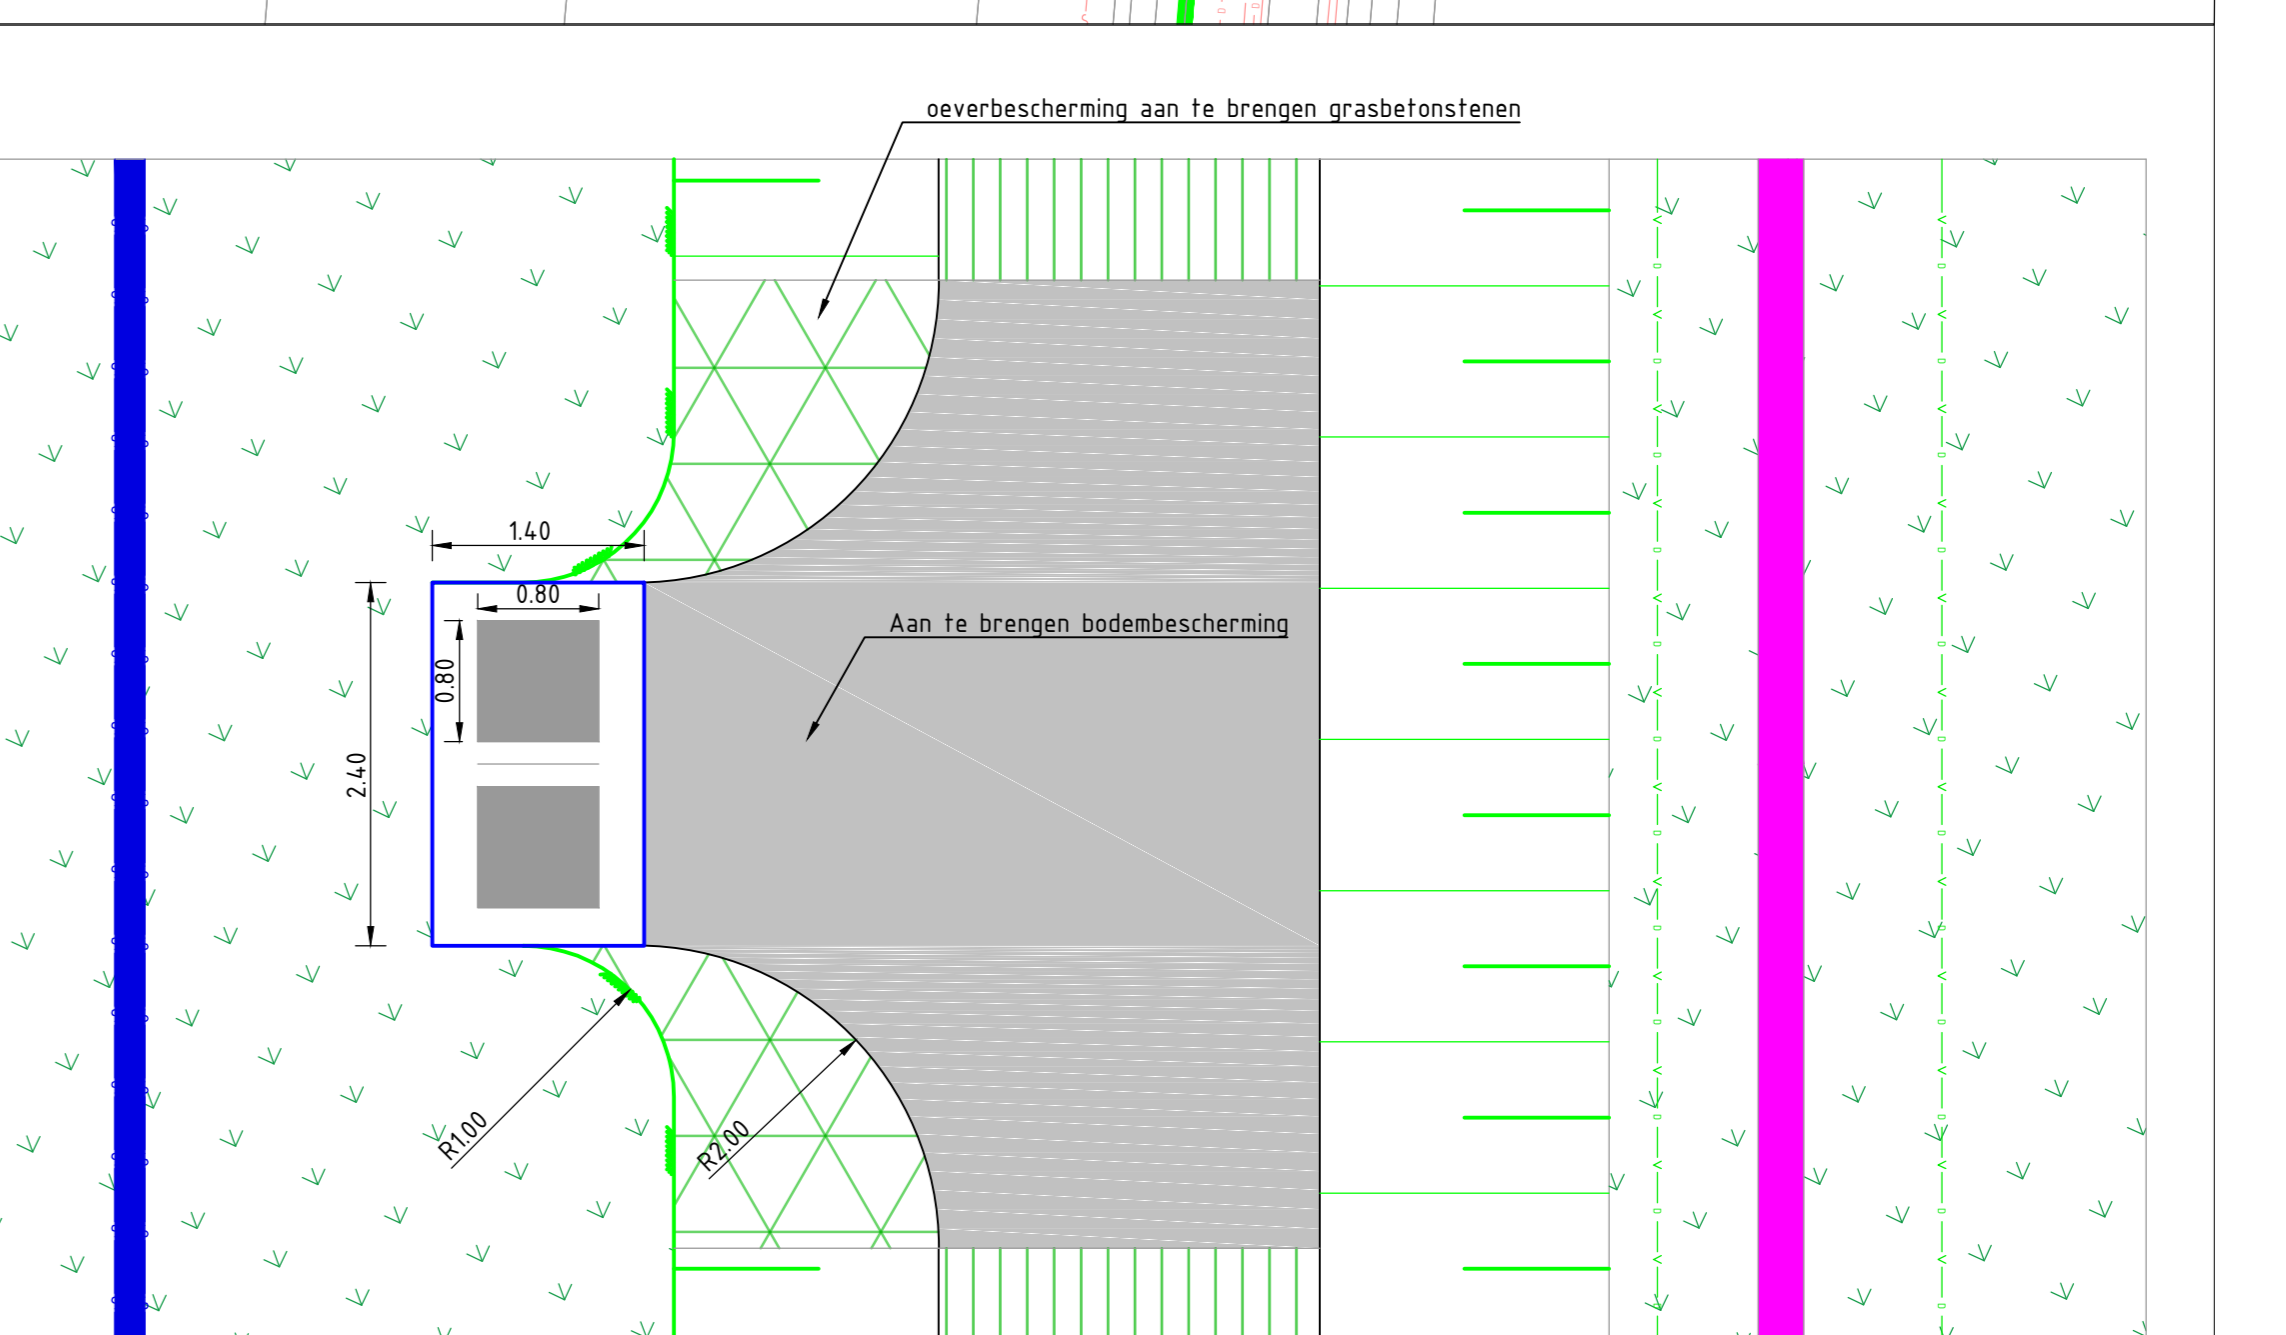 oeverbescherming aan te brengen grasbetonstenen
1.40
0.80
Aan te brengen bodembescherming
0.80
2.40
R1.00
R2.00